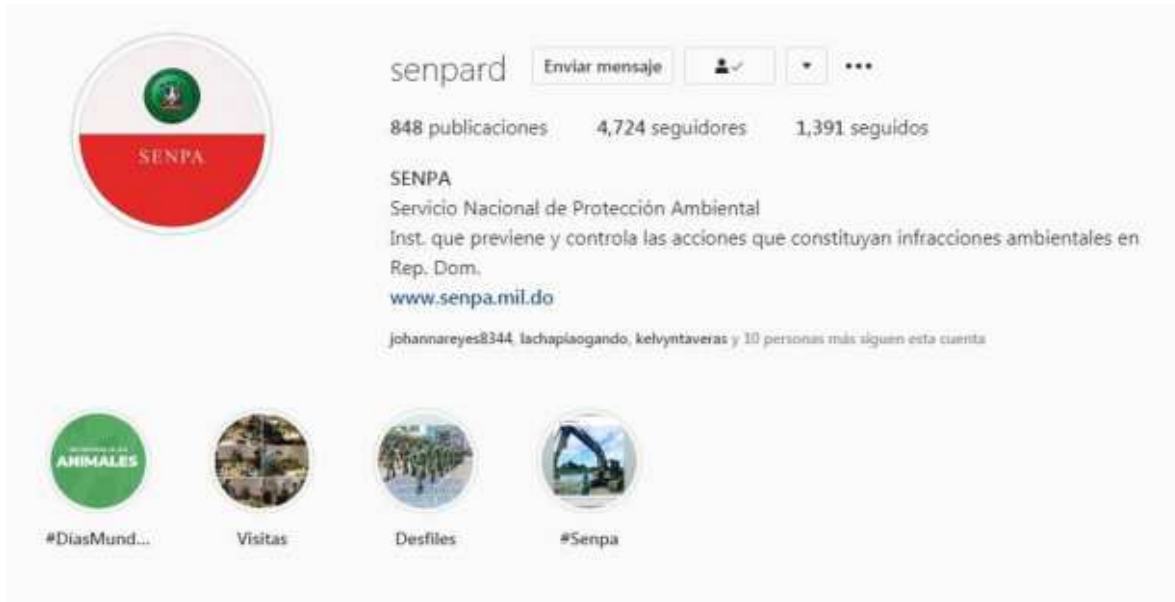 senpard Enviar mensaje
848 publicaciones 4,724 seguidores 1,391 seguidos
SENPA
SENPA
Servicio Nacional de Protección Ambiental
Inst. que previene y controla las acciones que constituyan infracciones ambientales en
Rep. Dom.
www.senpa.mil.do
johannareyes8344, lachapiaogando, kelvyntaveras y 10 personas más siguen esta cuenta
ANIMALES
#DíasMund... Visitas Desfiles #Senpa